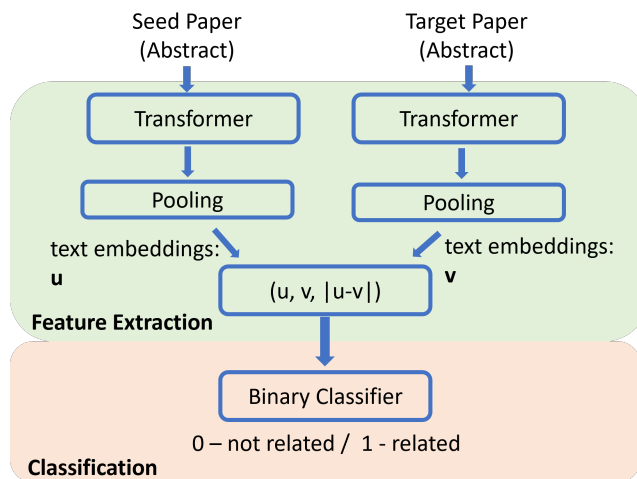 Seed Paper
(Abstract)
Target Paper
(Abstract)
Transformer
Transformer
Pooling
Pooling
text embeddings:
u
text embeddings:
v
(u, v, |u-v|)
Feature Extraction
Binary Classifier
0 – not related / 1 - related
Classification